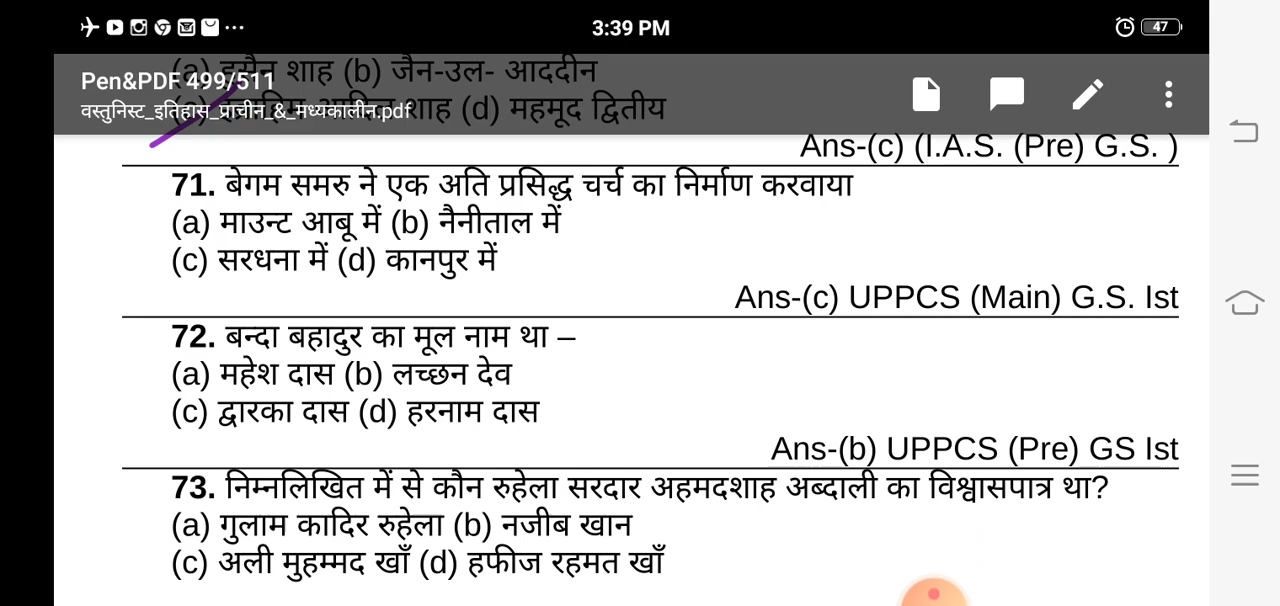 3:39 PM
47
(a) हुसैन शाह (b) जैन-उल- आददीन
Pen&PDF 499/511
शाह (d) महमूद द्वितीय
वस्तुनिस्ट_इतिहास_प्राचीन_&_मध्यकालीन.pdf
Ans-(c) (I.A.S. (Pre) G.S. )
71. बेगम समरु ने एक अति प्रसिद्ध चर्च का निर्माण करवाया
(a) माउन्ट आबू में (b) नैनीताल में
(c) सरधना में (d) कानपुर में
Ans-(c) UPPCS (Main) G.S. Ist
72. बन्दा बहादुर का मूल नाम था –
(a) महेश दास (b) लच्छन देव
(c) द्वारका दास (d) हरनाम दास
Ans-(b) UPPCS (Pre) GS Ist
73. निम्नलिखित में से कौन रुहेला सरदार अहमदशाह अब्दाली का विश्वासपात्र था?
(a) गुलाम कादिर रुहेला (b) नजीब खान
(c) अली मुहम्मद खाँ (d) हफीज रहमत खाँ